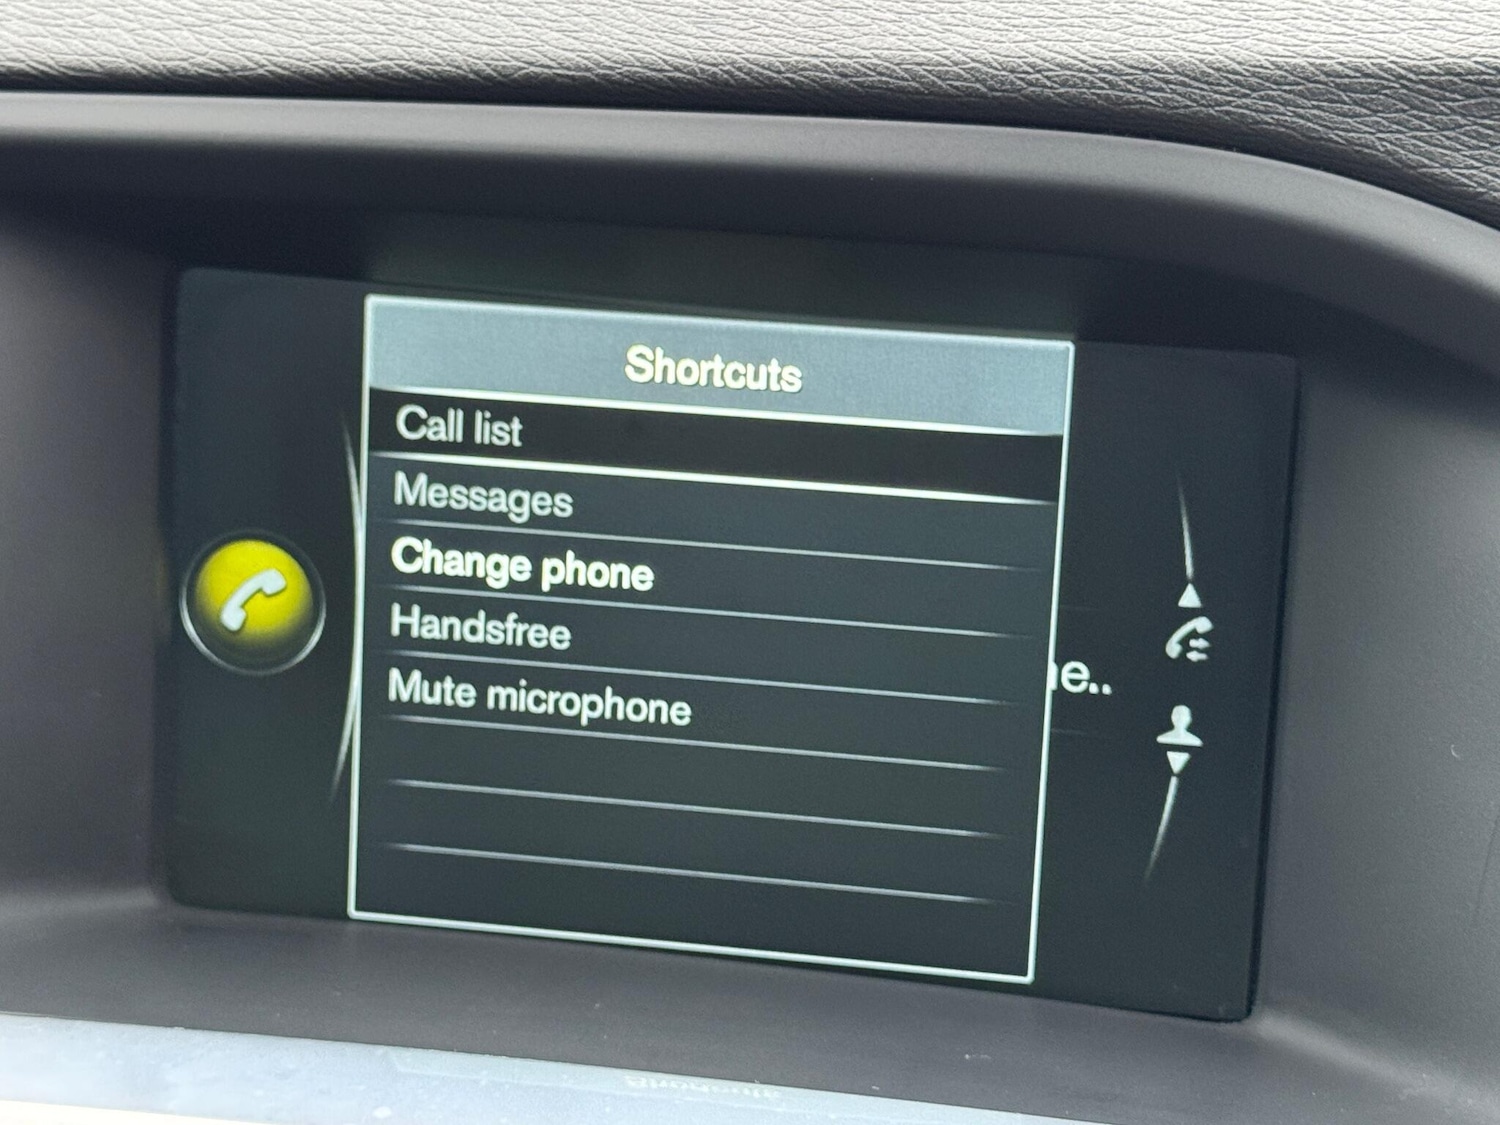 Shortcuts
Call list
Messages
Change phone
Handsfree
Mute microphone